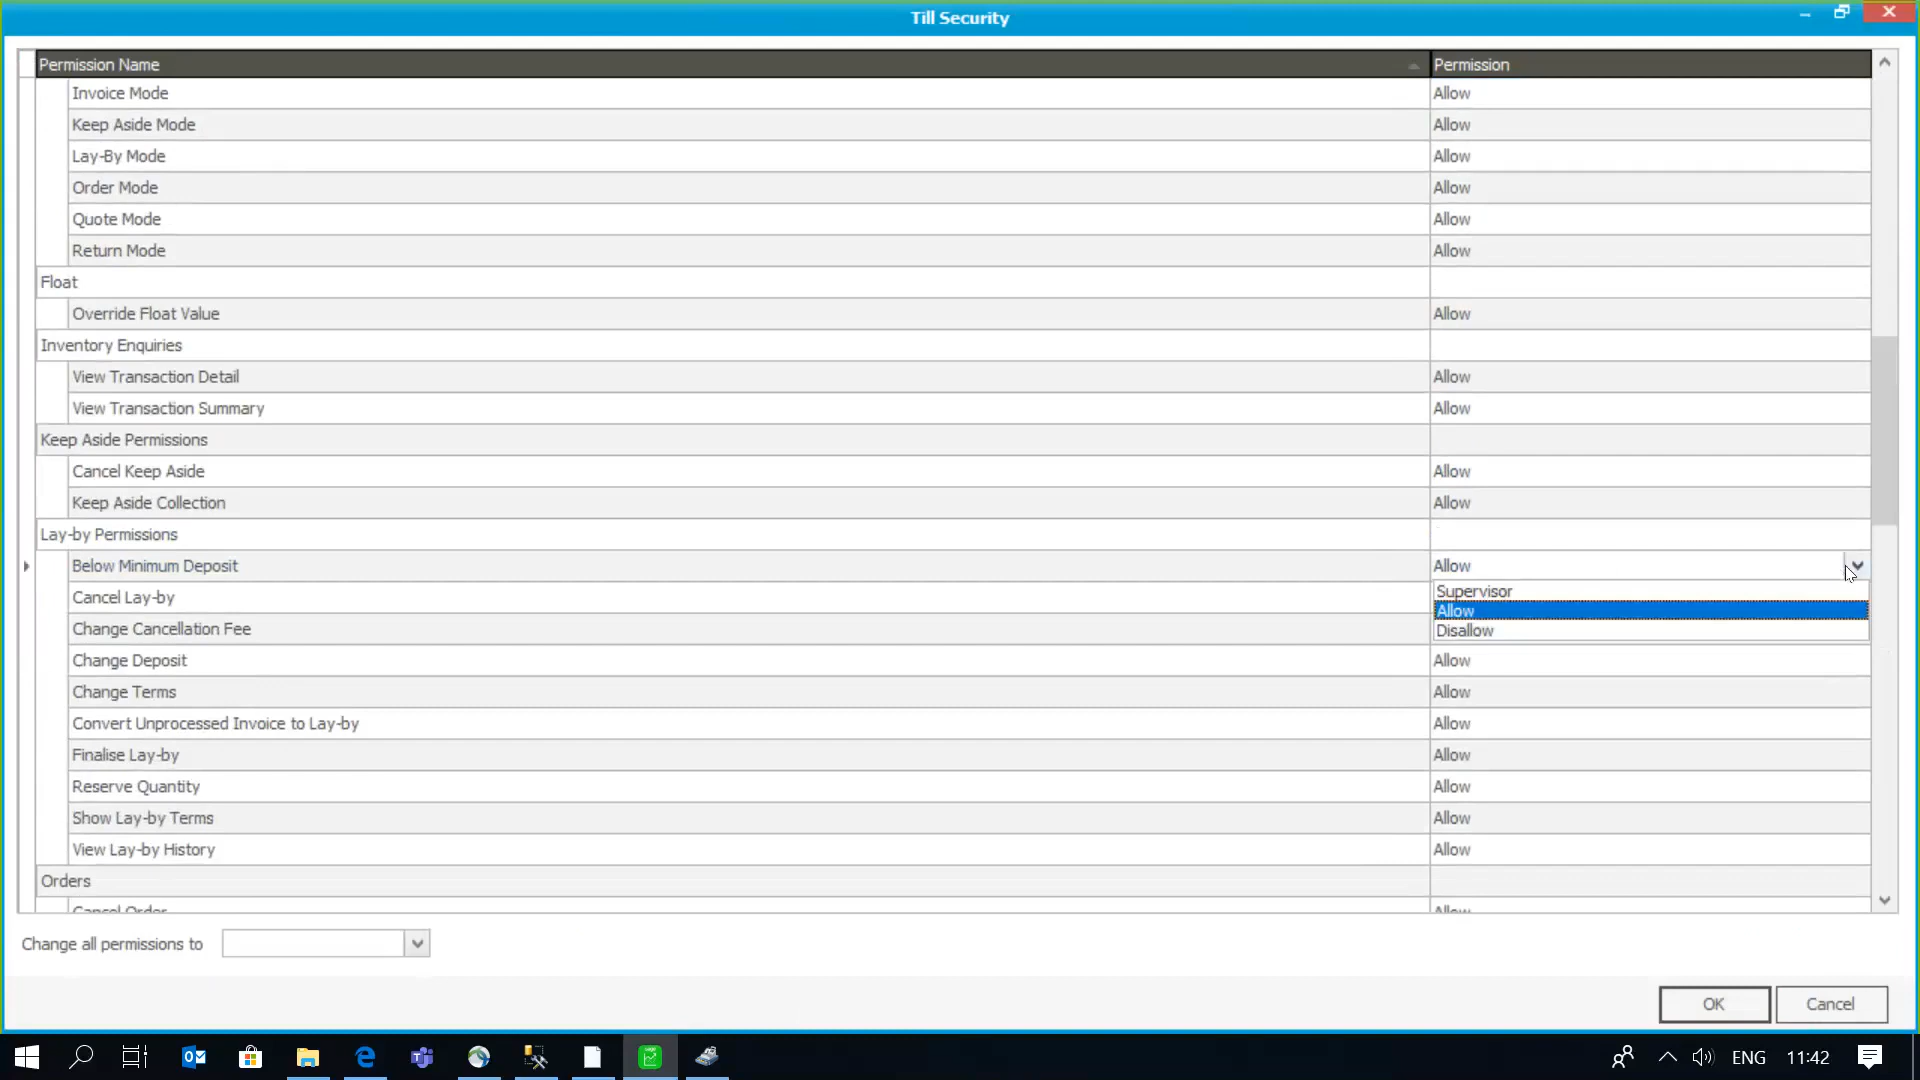 Till Security
Permission Name Permission
Invoice Mode Allow
Keep Aside Mode Allow
Lay-By Mode Allow
Order Mode Allow
Quote Mode Allow
Return Mode Allow
Float
Override Float Value Allow
Inventory Enquiries
View Transaction Detail Allow
View Transaction Summary Allow
Keep Aside Permissions
Cancel Keep Aside Allow
Keep Aside Collection Allow
Lay-by Permissions
Below Minimum Deposit Allow
Supervisor
Cancel Lay-by
Allow
Change Cancellation Fee
Disallow
Change Deposit Allow
Change Terms Allow
Convert Unprocessed Invoice to Lay-by Allow
Finalise Lay-by Allow
Reserve Quantity Allow
Show Lay-by Terms Allow
View Lay-by History Allow
Orders
Cancel Order Allow
Change all permissions to
OK Cancel
ENG 11:42